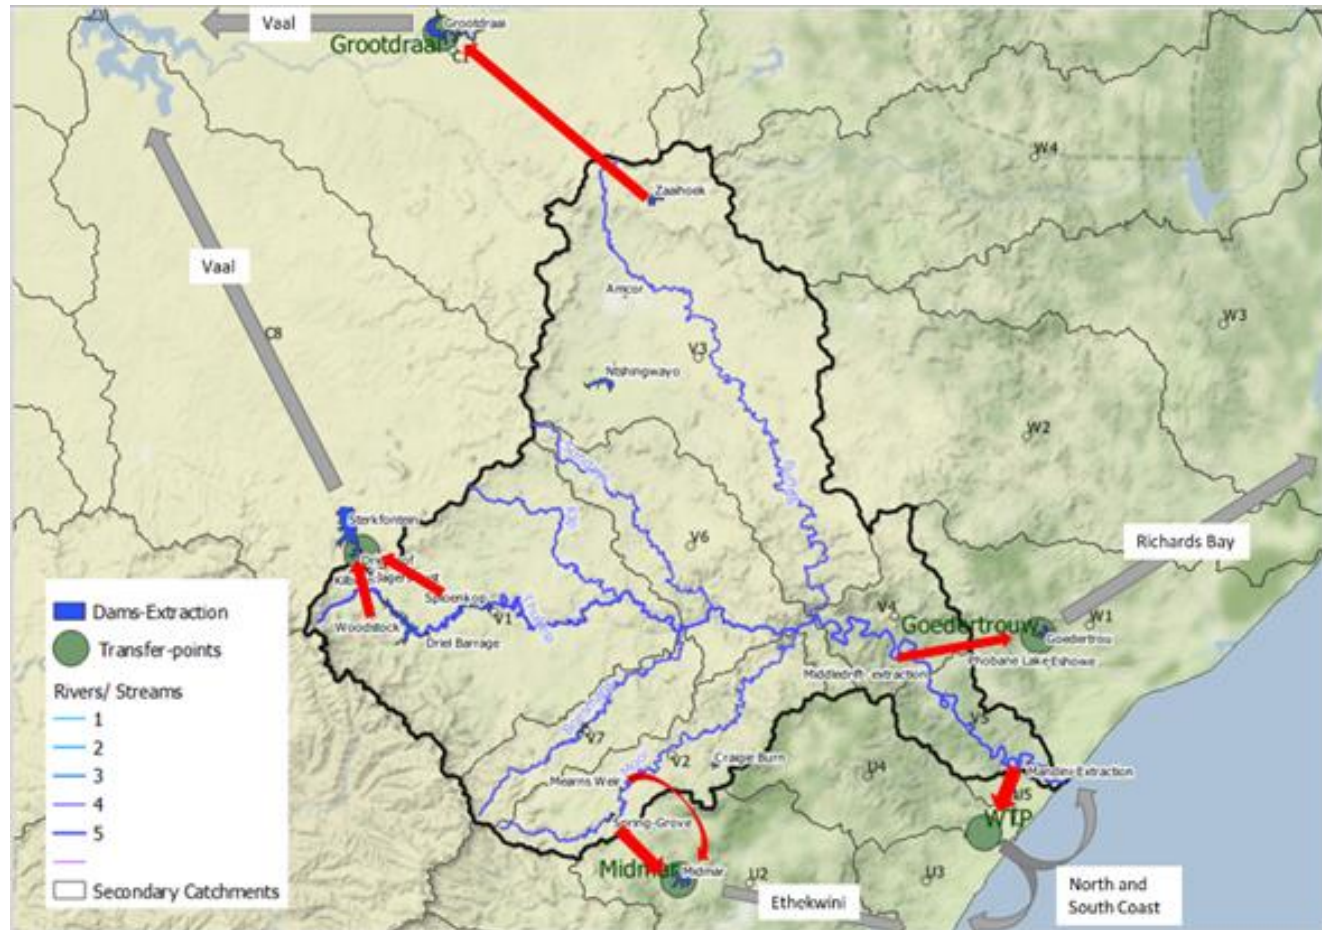 Vaal
Grootdraai
Grootdraai
W4
Zaaihoek
Vaal
Amcor
W3
C8
V3
Ntshingwayo
W2
Buffalo
Sterkfontein
V6
Richards Bay
Spioenkop
V1
V4
Goedertrouw
W1
Goedertrou
Woodstock
Driel Barrage
Phobane Lake Eshowe
Middledrift extraction
Dams-Extraction
Transfer-points
Rivers/ Streams
1
2
3
4
5
Secondary Catchments
V5
V7
V2
Craigie Burn
Mearns Weir
Mooi
U4
Mandini Extraction
U5
WTP
Spring-Grove
Midmar
Midmar
U2
U3
Ethekwini
North and
South Coast